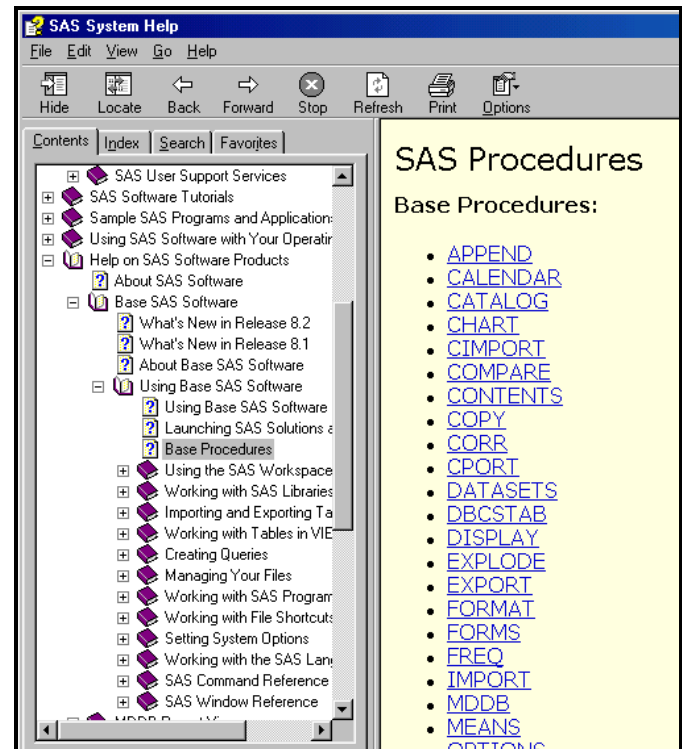 SAS System Help
File Edit View Go Help
Hide Locate Back Forward Stop Refresh Print Options
Contents Index Search Favorites
SAS User Support Services
SAS Software Tutorials
Sample SAS Programs and Application
Using SAS Software with Your Operatir
Help on SAS Software Products
About SAS Software
Base SAS Software
What's New in Release 8.2
What's New in Release 8.1
About Base SAS Software
Using Base SAS Software
Using Base SAS Software
Launching SAS Solutions a
Base Procedures
Using the SAS Workspace
Working with SAS Libraries
Importing and Exporting Ta
Working with Tables in VIE
Creating Queries
Managing Your Files
Working with SAS Program
Working with File Shortcuts
Setting System Options
Working with the SAS Lang
SAS Command Reference
SAS Window Reference
SAS Procedures
Base Procedures:
APPEND
CALENDAR
CATALOG
CHART
CIMPORT
COMPARE
CONTENTS
COPY
CORR
CPORT
DATASETS
DBCSTAB
DISPLAY
EXPLODE
EXPORT
FORMAT
FORMS
FREQ
IMPORT
MDDB
MEANS
OPTIONS